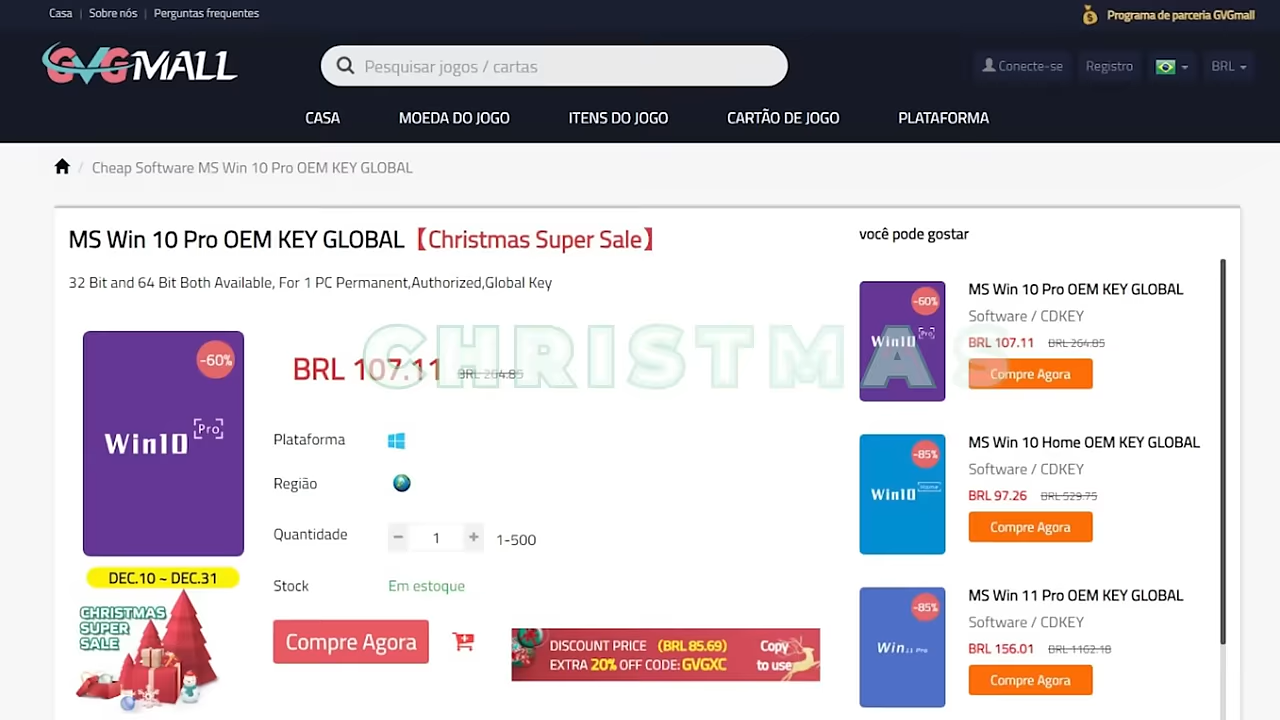 Casa | Sobre nós | Perguntas frequentes
Programa de parceria GVGmall
GVGMALL
Pesquisar jogos / cartas
Conecte-se
Registro
BRL
CASA
MOEDA DO JOGO
ITENS DO JOGO
CARTÃO DE JOGO
PLATAFORMA
/ Cheap Software MS Win 10 Pro OEM KEY GLOBAL
MS Win 10 Pro OEM KEY GLOBAL【Christmas Super Sale】
32 Bit and 64 Bit Both Available, For 1 PC Permanent,Authorized,Global Key
-60%
Win10 [Pro]
BRL 107.11 BRL 264.85
CHRISTMAS
Plataforma
Região
Quantidade
− 1 + 1-500
Stock
Em estoque
DEC.10 ~ DEC.31
CHRISTMAS
SUPER
SALE
Compre Agora
DISCOUNT PRICE (BRL 85.69)
EXTRA 20% OFF CODE:GVGXC
Copy
to use
você pode gostar
-60%
Win10 [Pro]
MS Win 10 Pro OEM KEY GLOBAL
Software / CDKEY
BRL 107.11 BRL 264.85
Compre Agora
-85%
Win10 Home
MS Win 10 Home OEM KEY GLOBAL
Software / CDKEY
BRL 97.26 BRL 529.75
Compre Agora
-85%
Win11 Pro
MS Win 11 Pro OEM KEY GLOBAL
Software / CDKEY
BRL 156.01 BRL 1162.18
Compre Agora